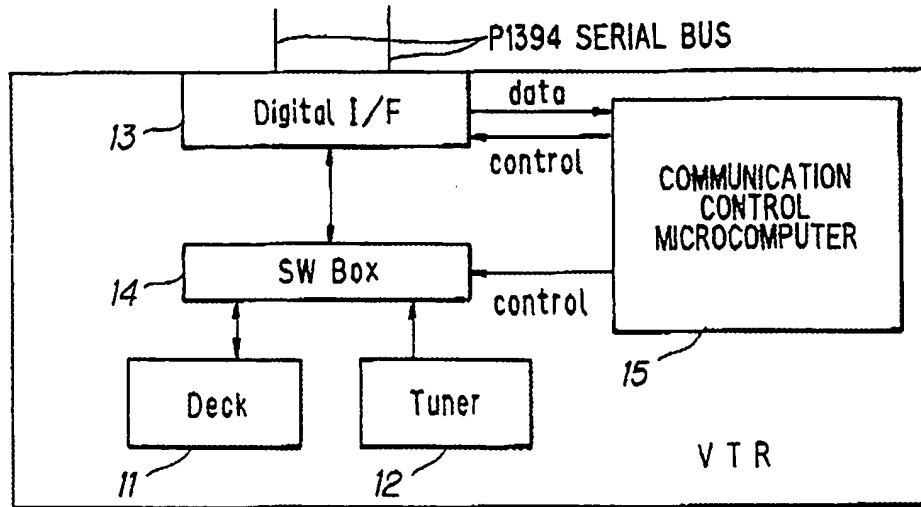 P1394 SERIAL BUS
Digital I/F
13
data
control
COMMUNICATION
CONTROL
MICROCOMPUTER
15
SW Box
14
control
Deck
11
Tuner
12
VTR